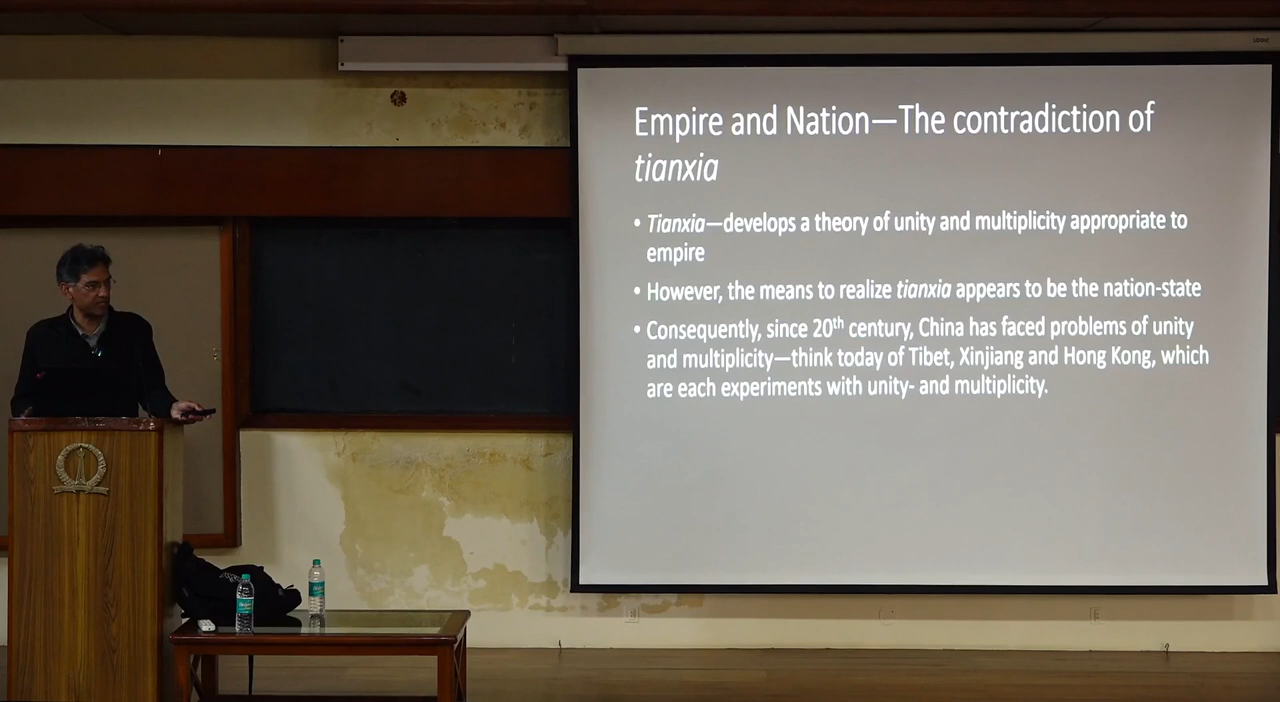 Empire and Nation—The contradiction of
tianxia
• Tianxia—develops a theory of unity and multiplicity appropriate to
empire
• However, the means to realize tianxia appears to be the nation-state
• Consequently, since 20th century, China has faced problems of unity
and multiplicity—think today of Tibet, Xinjiang and Hong Kong, which
are each experiments with unity- and multiplicity.